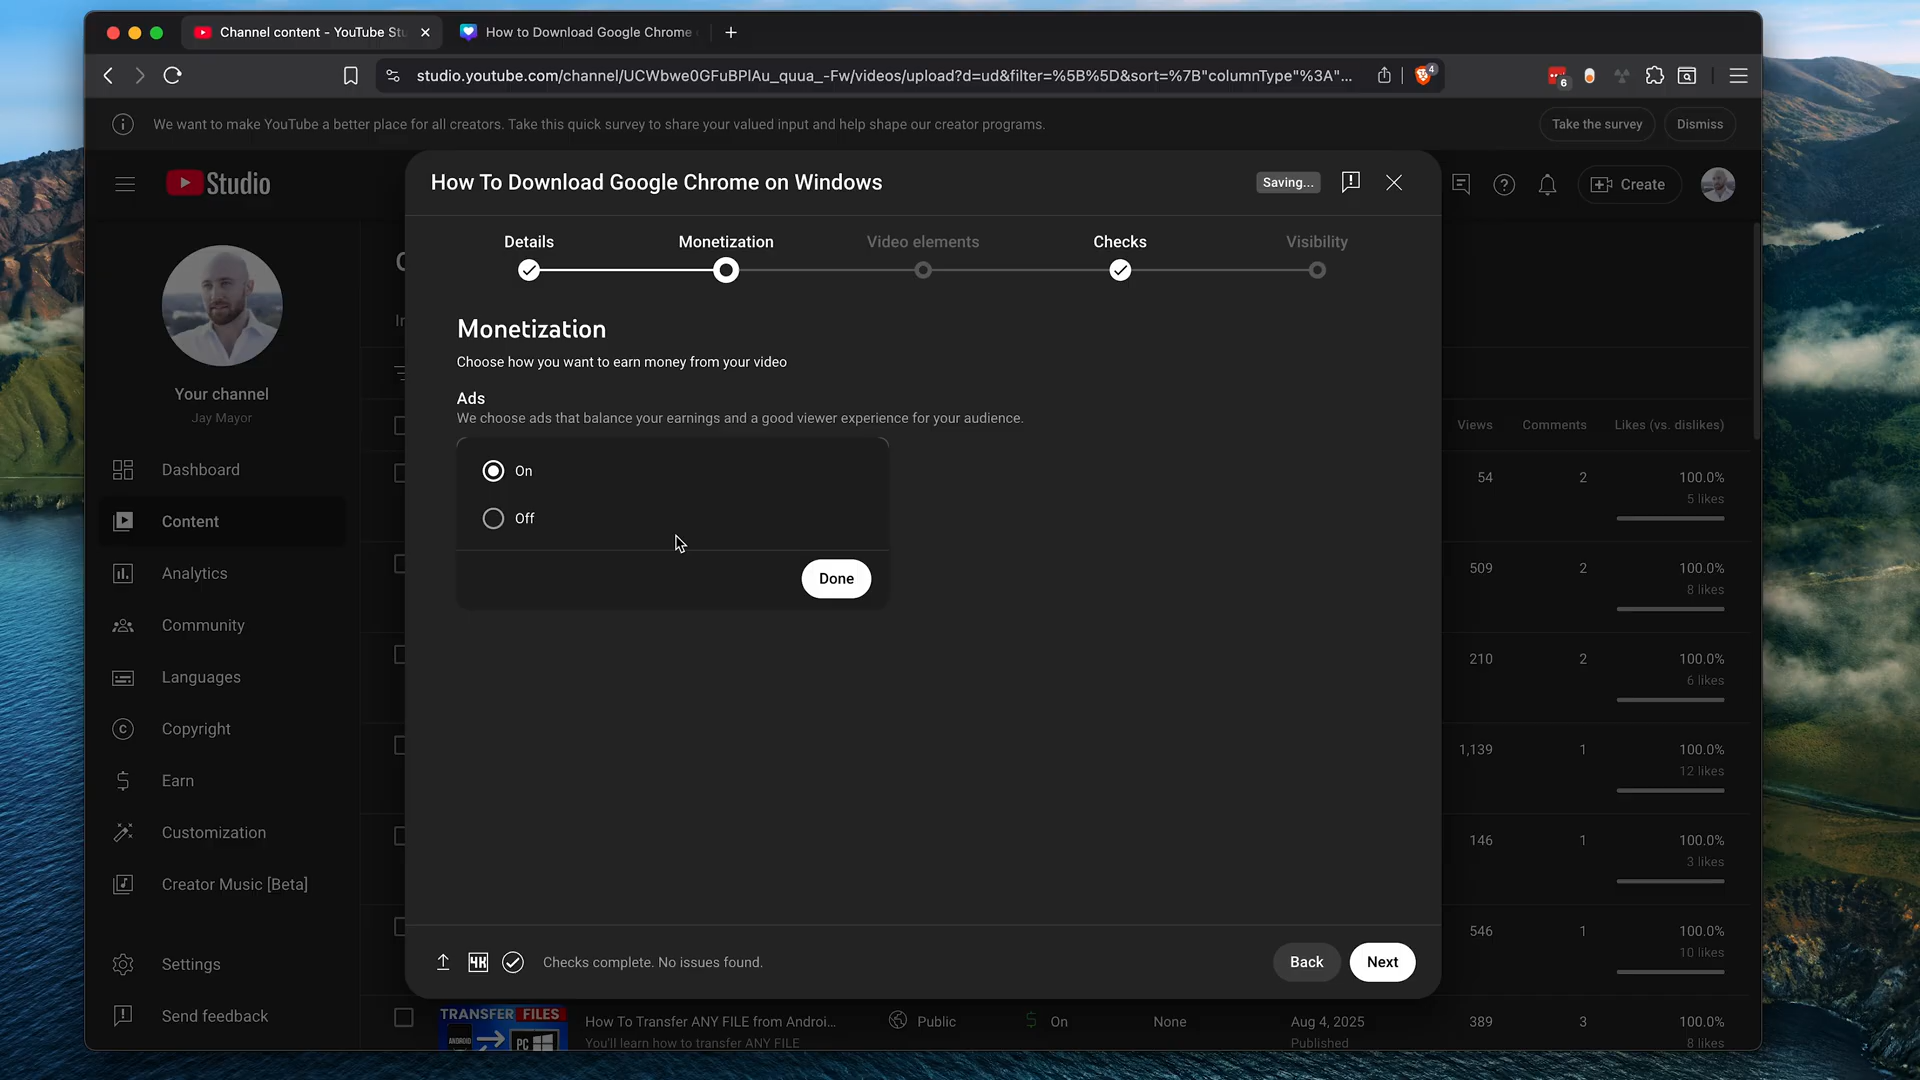 Channel content - YouTube Stu
How to Download Google Chrome
studio.youtube.com/channel/UCWbwe0GFuBPlAu_quua_-Fw/videos/upload?d=ud&filter=%5B%5D&sort=%7B"columnType"%3A"...
4
6
We want to make YouTube a better place for all creators. Take this quick survey to share your valued input and help shape our creator programs.
Take the survey
Dismiss
Studio
How To Download Google Chrome on Windows
Saving...
Create
Details
Monetization
Video elements
Checks
Visibility
Monetization
Choose how you want to earn money from your video
Ads
We choose ads that balance your earnings and a good viewer experience for your audience.
On
Off
Done
Your channel
Jay Mayor
Dashboard
Content
Analytics
Community
Languages
Copyright
Earn
Customization
Creator Music [Beta]
Settings
Send feedback
Views
Comments
Likes (vs. dislikes)
54
2
100.0%
5 likes
509
2
100.0%
8 likes
210
2
100.0%
6 likes
1,139
1
100.0%
12 likes
146
1
100.0%
3 likes
546
1
100.0%
10 likes
4K
Checks complete. No issues found.
Back
Next
TRANSFER FILES
ANDROID
PC
How To Transfer ANY FILE from Androi...
You'll learn how to transfer ANY FILE
Public
On
None
Aug 4, 2025
Published
389
3
100.0%
8 likes